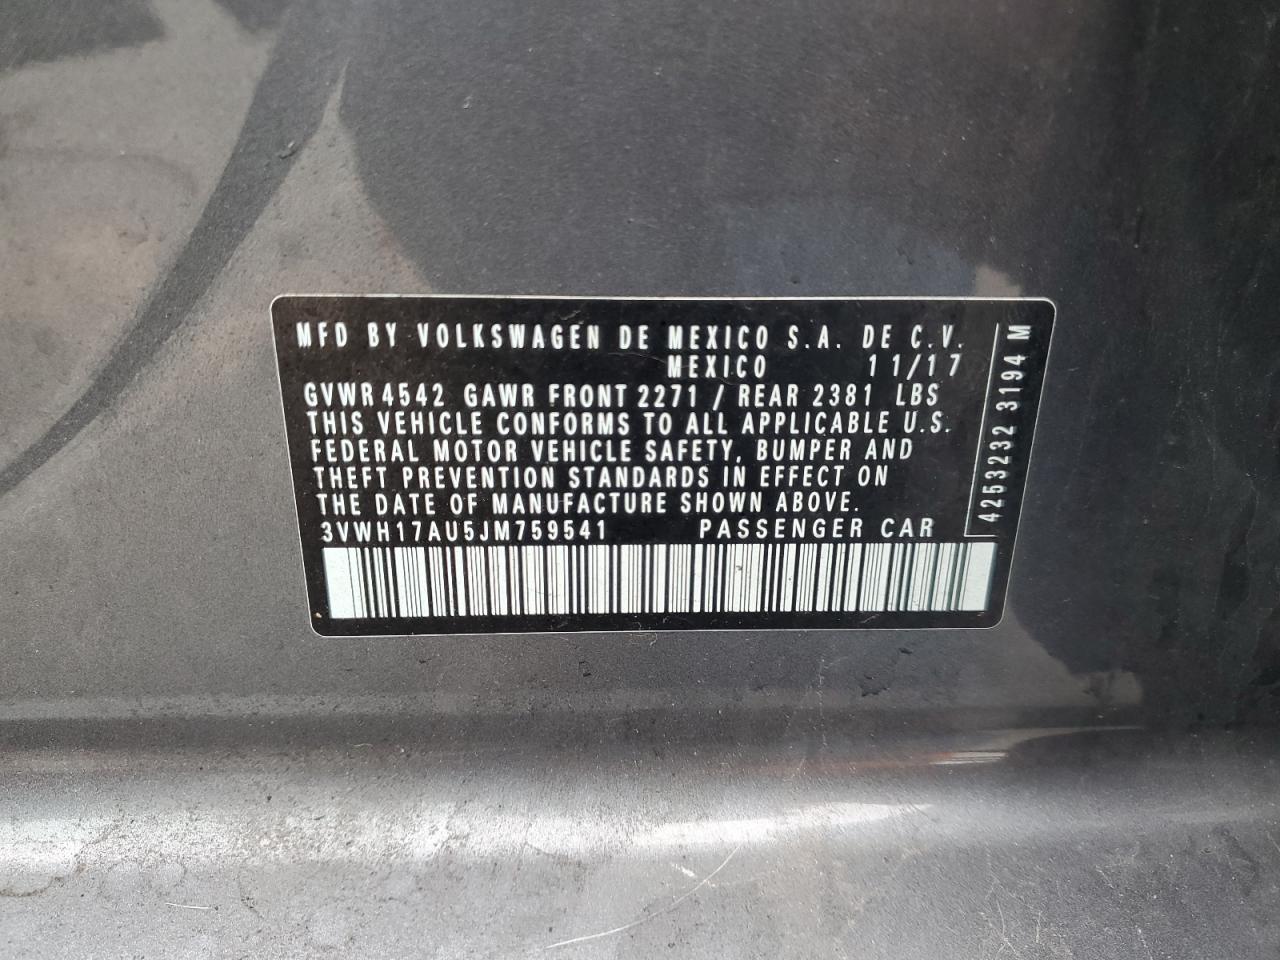 MFD BY VOLKSWAGEN DE MEXICO S.A. DE C.V.
MEXICO 11/17
GVWR 4542 GAWR FRONT 2271 / REAR 2381 LBS
THIS VEHICLE CONFORMS TO ALL APPLICABLE U.S.
FEDERAL MOTOR VEHICLE SAFETY, BUMPER AND
THEFT PREVENTION STANDARDS IN EFFECT ON
THE DATE OF MANUFACTURE SHOWN ABOVE.
3VWH17AU5JM759541 PASSENGER CAR
4253232 3194 M